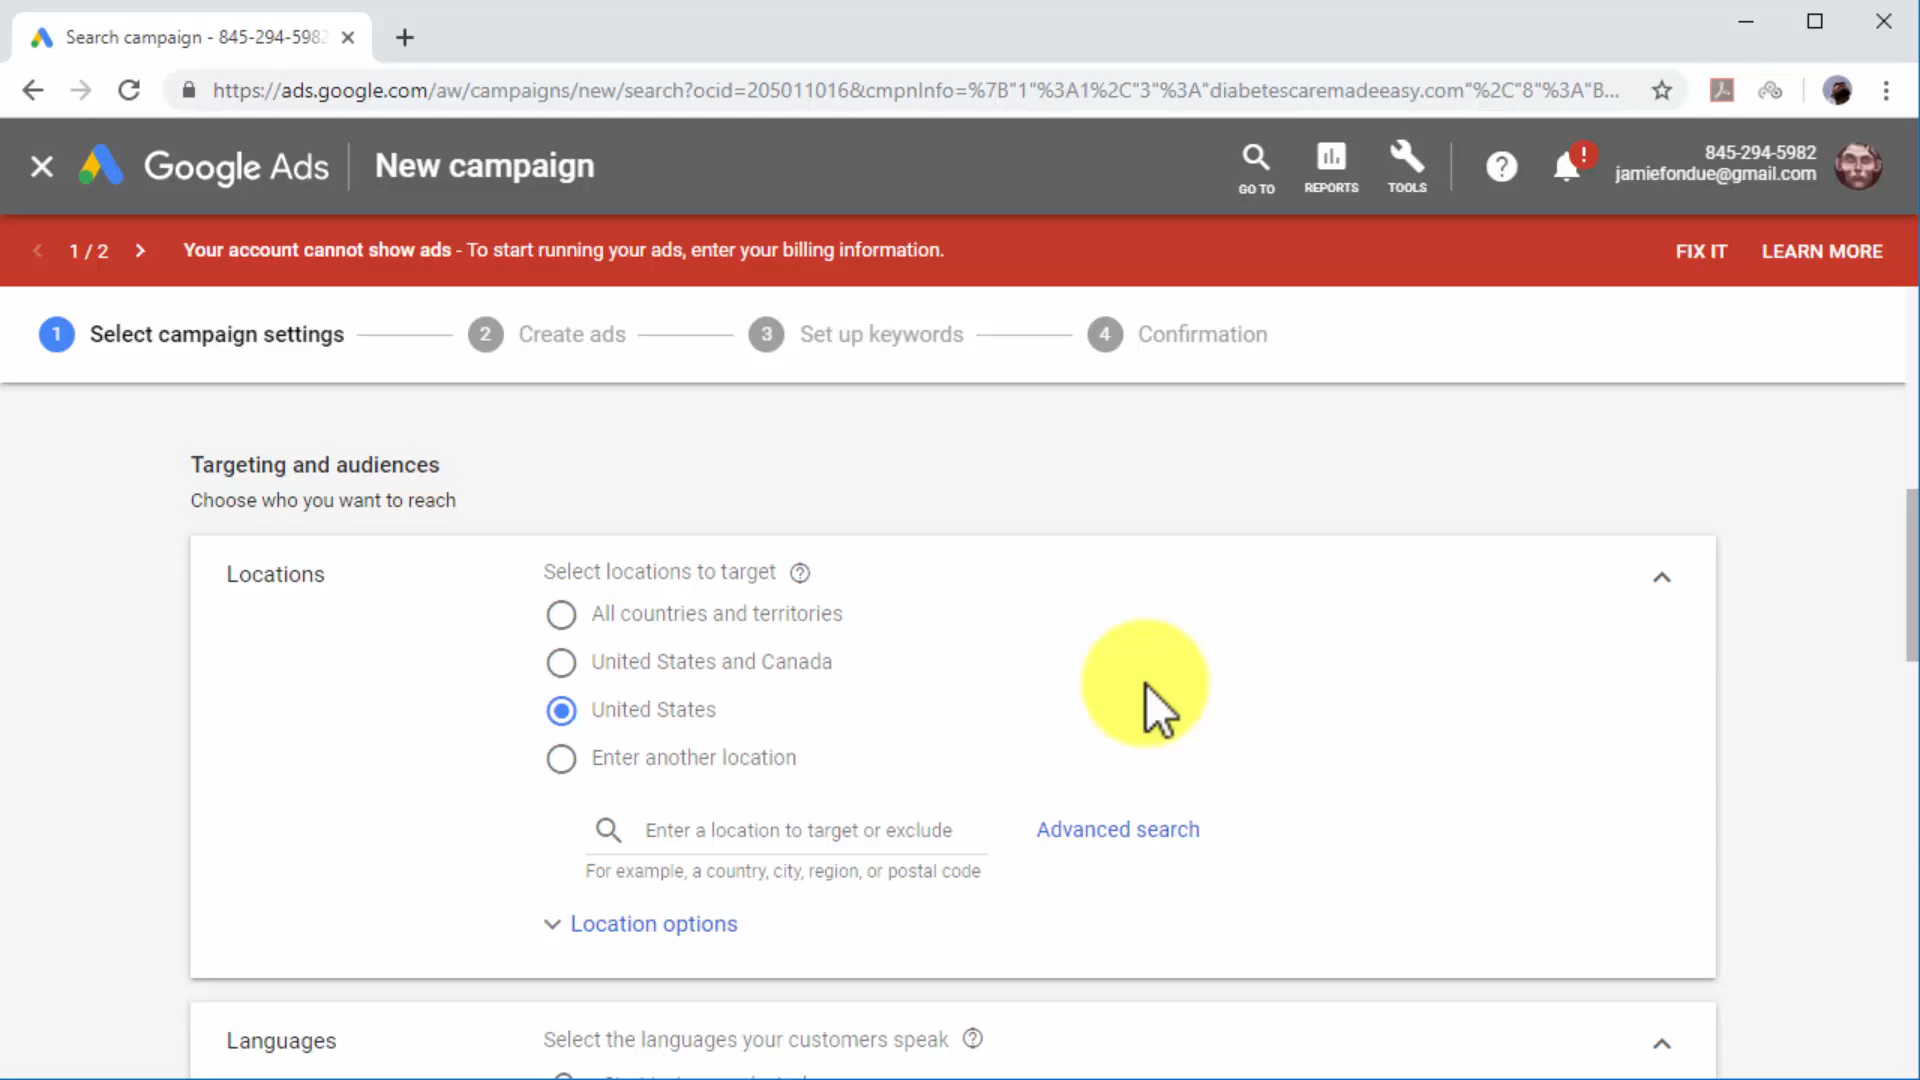 Search campaign - 845-294-5982
https://ads.google.com/aw/campaigns/new/search?ocid=205011016&cmpnInfo=%7B"1"%3A1%2C"3"%3A"diabetescaremadeeasy.com"%2C"8"%3A"B...
Google Ads
New campaign
GO TO
REPORTS
TOOLS
?
!
845-294-5982
jamiefondue@gmail.com
1 / 2
Your account cannot show ads - To start running your ads, enter your billing information.
FIX IT
LEARN MORE
1 Select campaign settings
2 Create ads
3 Set up keywords
4 Confirmation
Targeting and audiences
Choose who you want to reach
Locations
Select locations to target ?
All countries and territories
United States and Canada
United States
Enter another location
Enter a location to target or exclude
Advanced search
For example, a country, city, region, or postal code
Location options
Languages
Select the languages your customers speak ?